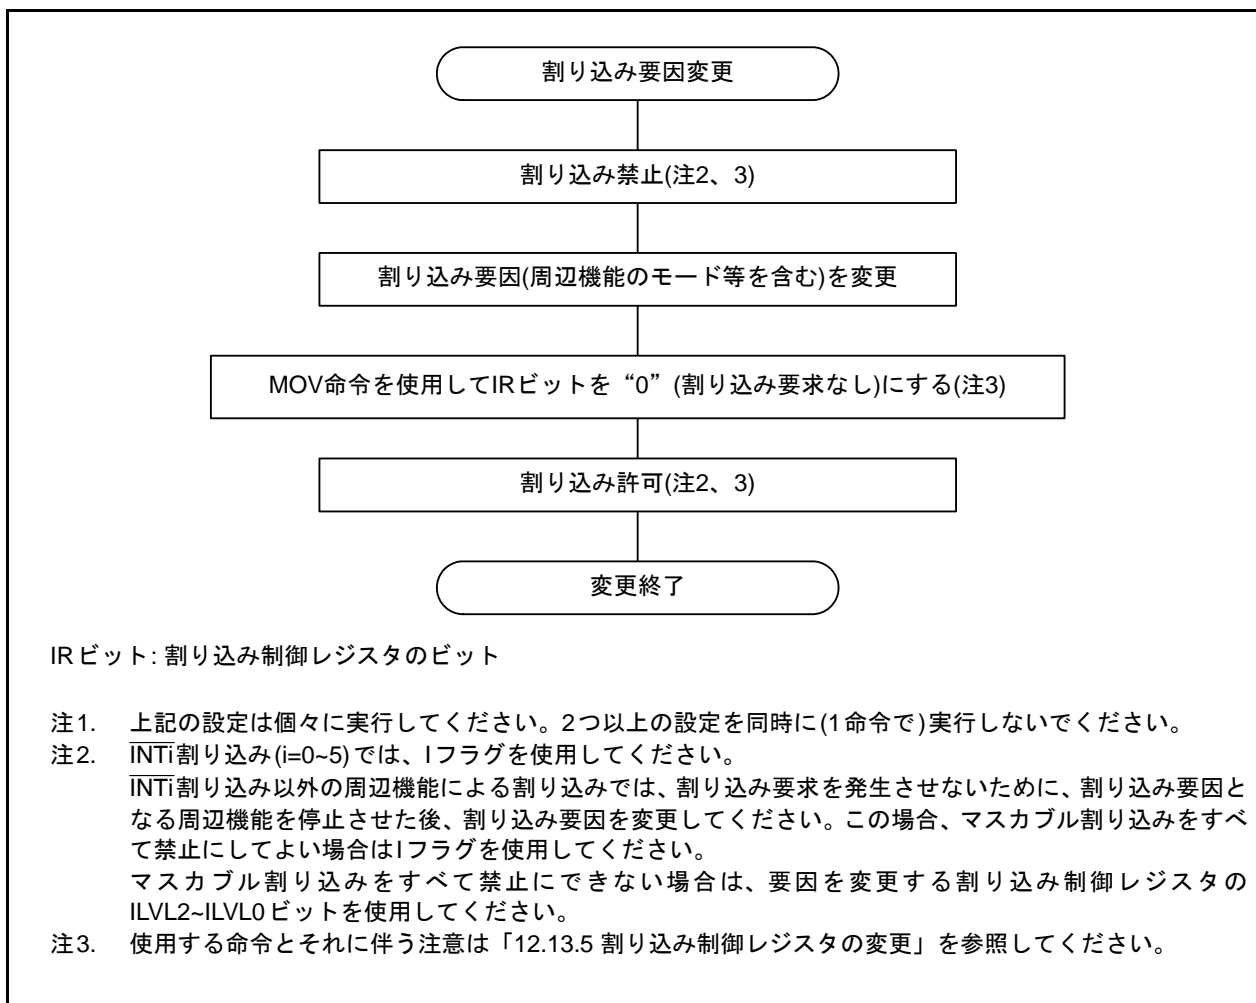 割り込み要因変更
割り込み禁止(注2、3)
割り込み要因(周辺機能のモード等を含む)を変更
MOV命令を使用してIRビットを“0”(割り込み要求なし)にする(注3)
割り込み許可(注2、3)
変更終了
IRビット: 割り込み制御レジスタのビット
注1. 上記の設定は個々に実行してください。2つ以上の設定を同時に(1命令で)実行しないでください。
注2. INTi割り込み(i=0~5)では、Iフラグを使用してください。
INTi割り込み以外の周辺機能による割り込みでは、割り込み要求を発生させないために、割り込み要因と
なる周辺機能を停止させた後、割り込み要因を変更してください。この場合、マスカブル割り込みをすべ
て禁止にしてよい場合はIフラグを使用してください。
マスカブル割り込みをすべて禁止にできない場合は、要因を変更する割り込み制御レジスタの
ILVL2~ILVL0ビットを使用してください。
注3. 使用する命令とそれに伴う注意は「12.13.5 割り込み制御レジスタの変更」を参照してください。